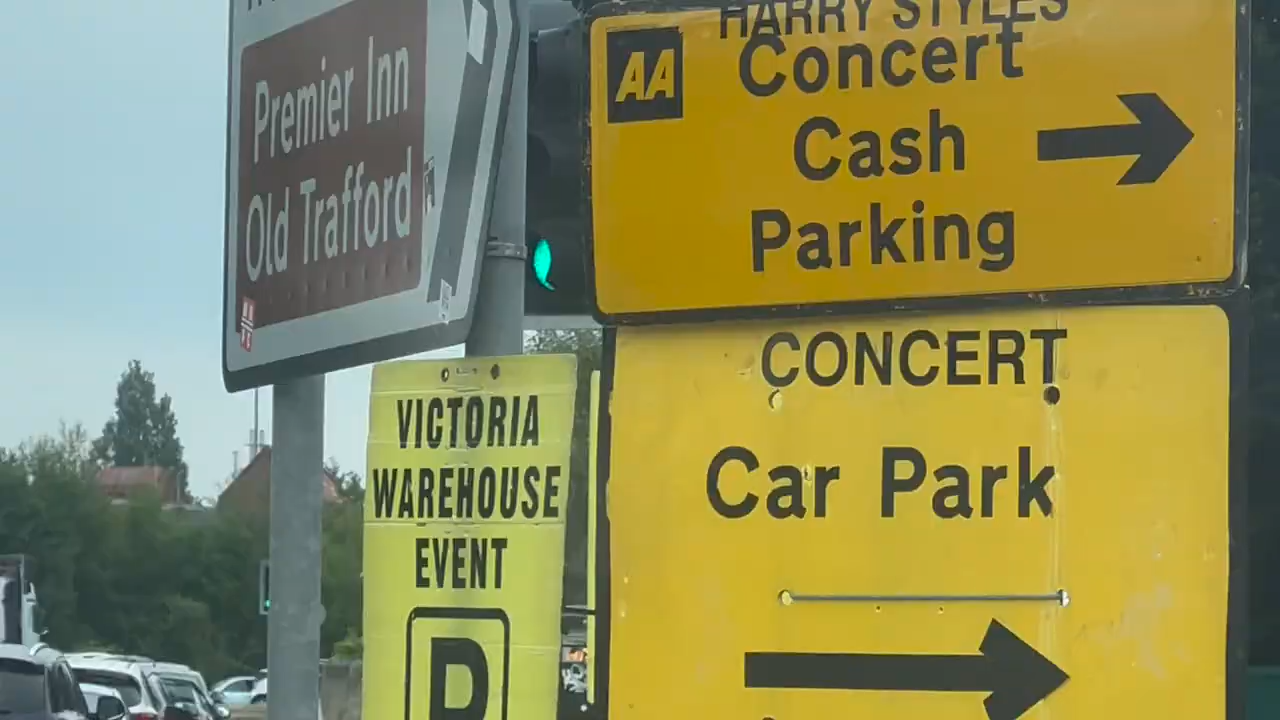 Premier Inn
Old Trafford
HARRY STYLES
AA
Concert
Cash
Parking
CONCERT
Car Park
VICTORIA
WAREHOUSE
EVENT
P